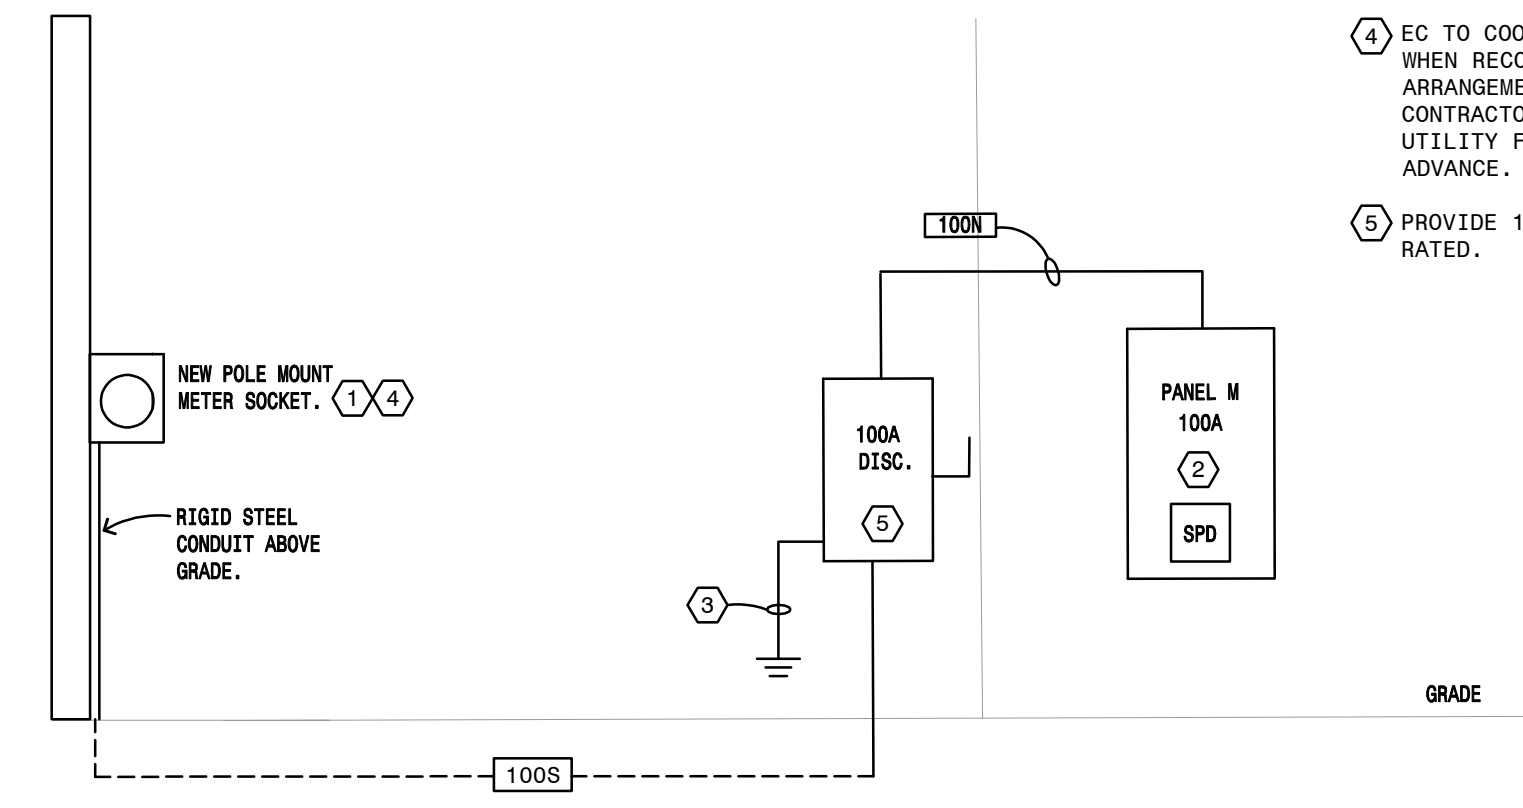 4 EC TO COO
WHEN RECO
ARRANGEME
CONTRACTO
UTILITY F
ADVANCE.
5 PROVIDE 1
RATED.
100N
NEW POLE MOUNT
METER SOCKET. 1 4
RIGID STEEL
CONDUIT ABOVE
GRADE.
100A
DISC.
5
3
PANEL M
100A
2
SPD
GRADE
100S